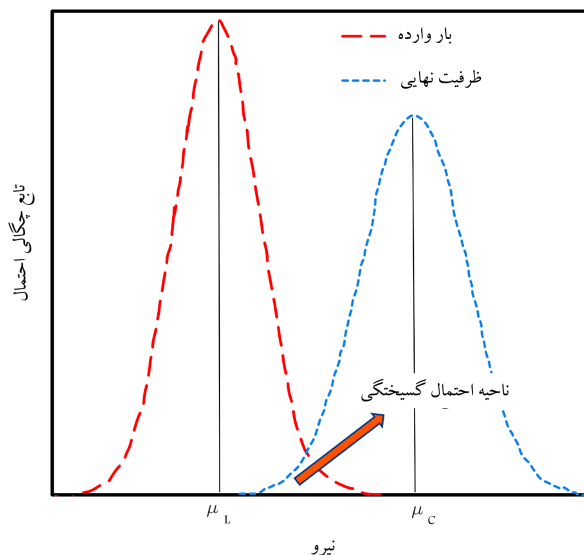 بار وارده
ظرفیت نهایی
تابع چگالی احتمال
ناحیه احتمال گسیختگی
μ L
μ C
نیرو